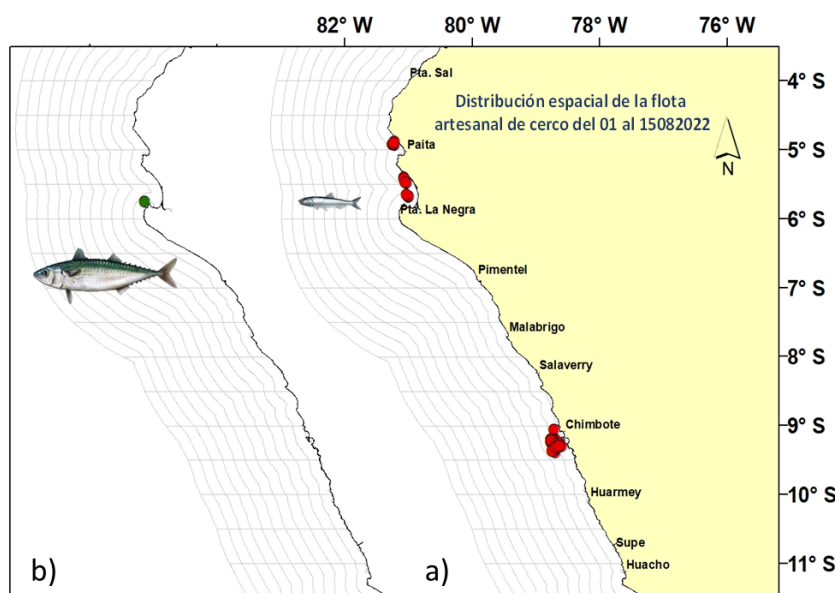 82° W 80° W 78° W 76° W
4° S
Pta. Sal
Distribución espacial de la flota
artesanal de cerco del 01 al 15082022
N
Paita
5° S
Pta. La Negra
6° S
Pimentel
7° S
Malabrigo
8° S
Salaverry
Chimbote
9° S
Huarmey
10° S
Supe
Huacho
11° S
b) a)